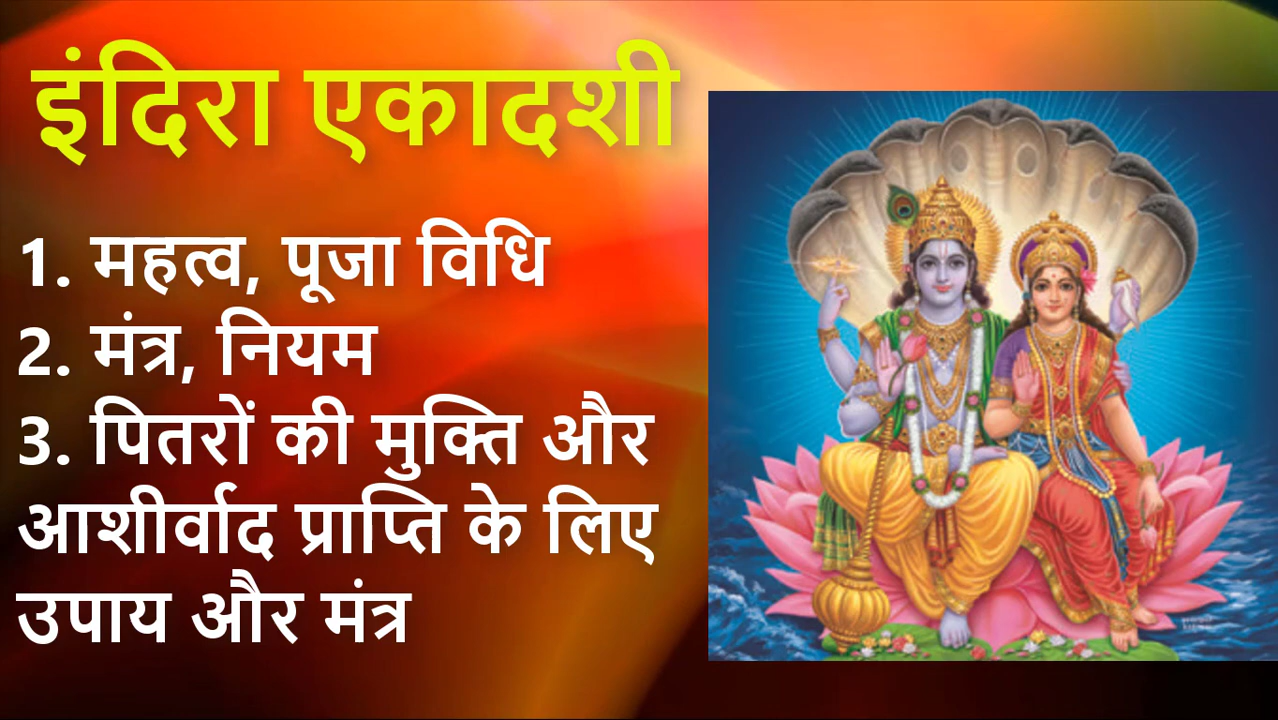 इंदिरा एकादशी
1. महत्व, पूजा विधि
2. मंत्र, नियम
3. पितरों की मुक्ति और
आशीर्वाद प्राप्ति के लिए
उपाय और मंत्र